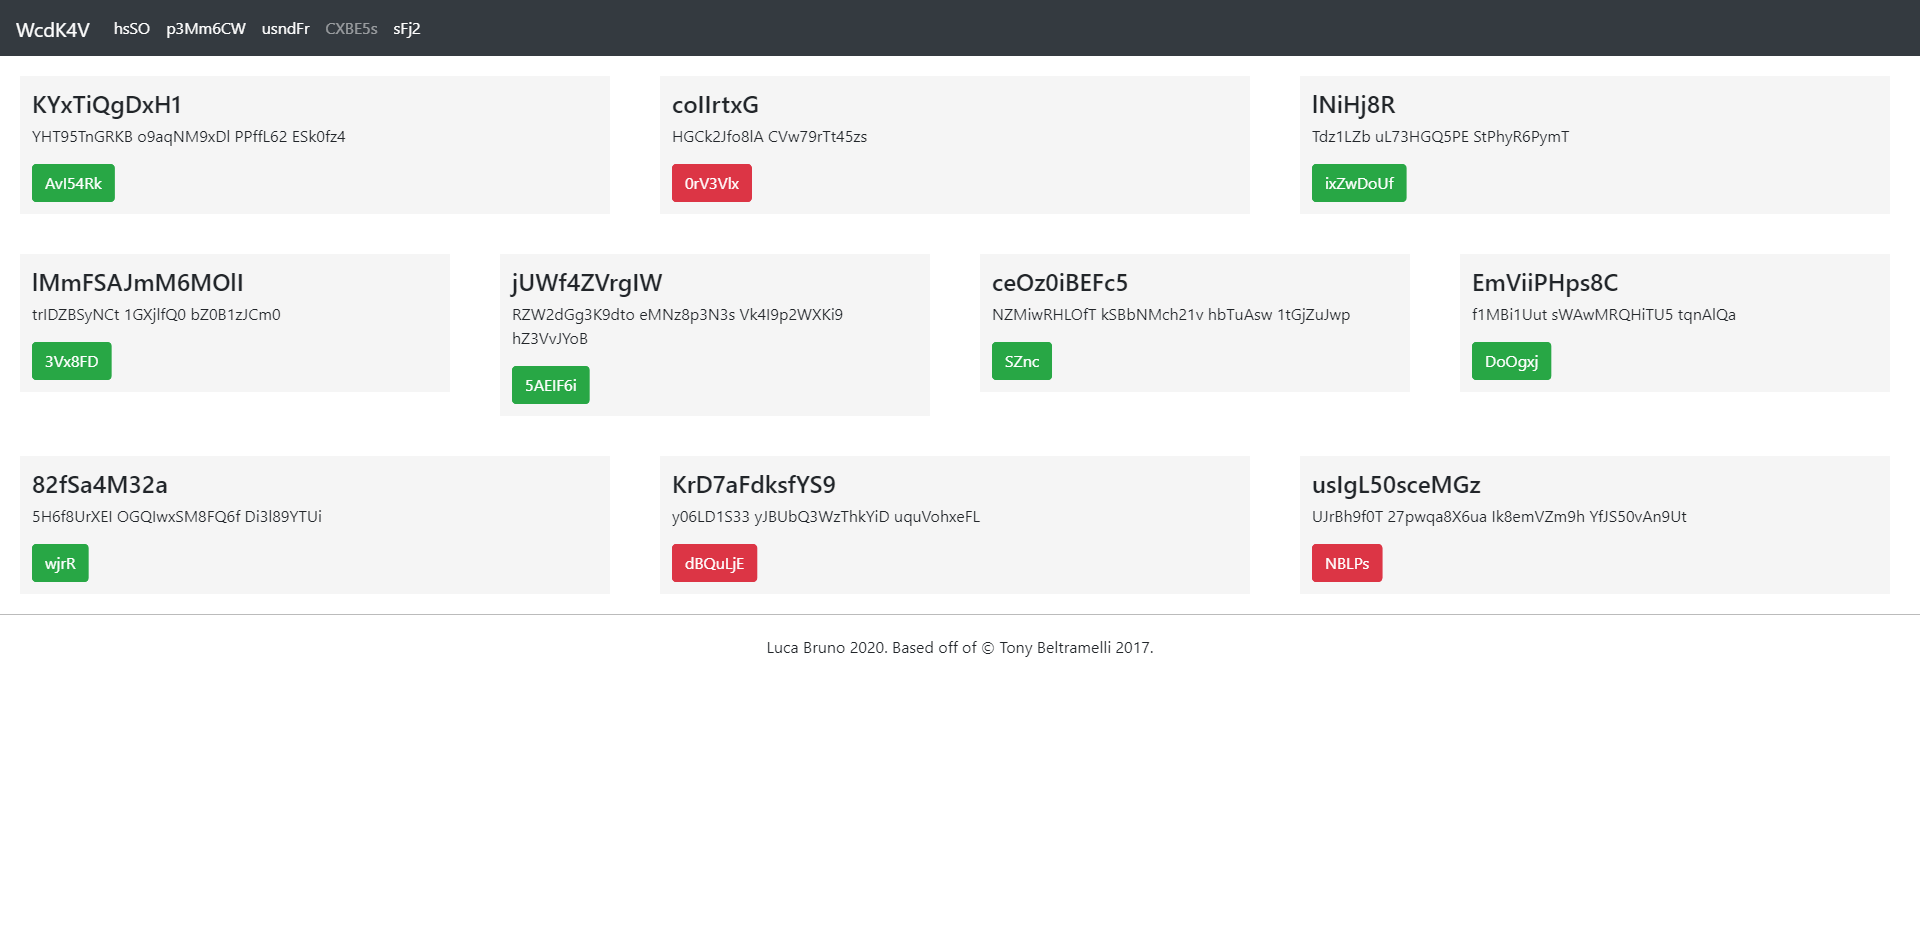 WcdK4V hsSO p3Mm6CW usndFr CXBE5s sFj2
KYxTiQgDxH1
YHT95TnGRKB o9aqNM9xDl PPffL62 ESk0fz4
AvI54Rk
coIIrtxG
HGCk2Jfo8lA CVw79rTt45zs
0rV3Vlx
lNiHj8R
Tdz1LZb uL73HGQ5PE StPhyR6PymT
ixZwDoUf
lMmFSAJmM6MOlI
trIDZBSyNCt 1GXjlfQ0 bZ0B1zJCm0
3Vx8FD
jUWf4ZVrgIW
RZW2dGg3K9dto eMNz8p3N3s Vk4I9p2WXKi9
hZ3VvJYoB
5AEIF6i
ceOz0iBEFc5
NZMiwRHLOfT kSBbNMch21v hbTuAsw 1tGjZuJwp
SZnc
EmViiPHps8C
f1MBi1Uut sWAwMRQHiTU5 tqnAlQa
DoOgxj
82fSa4M32a
5H6f8UrXEI OGQIwxSM8FQ6f Di3l89YTUi
wjrR
KrD7aFdksfYS9
y06LD1S33 yJBUbQ3WzThkYiD uquVohxeFL
dBQuLjE
usIgL50sceMGz
UJrBh9f0T 27pwqa8X6ua Ik8emVZm9h YfJS50vAn9Ut
NBLPs
Luca Bruno 2020. Based off of © Tony Beltramelli 2017.